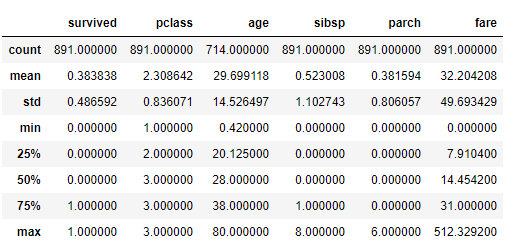 survived pclass age sibsp parch fare
count 891.000000 891.000000 714.000000 891.000000 891.000000 891.000000
mean 0.383838 2.308642 29.699118 0.523008 0.381594 32.204208
std 0.486592 0.836071 14.526497 1.102743 0.806057 49.693429
min 0.000000 1.000000 0.420000 0.000000 0.000000 0.000000
25% 0.000000 2.000000 20.125000 0.000000 0.000000 7.910400
50% 0.000000 3.000000 28.000000 0.000000 0.000000 14.454200
75% 1.000000 3.000000 38.000000 1.000000 0.000000 31.000000
max 1.000000 3.000000 80.000000 8.000000 6.000000 512.329200